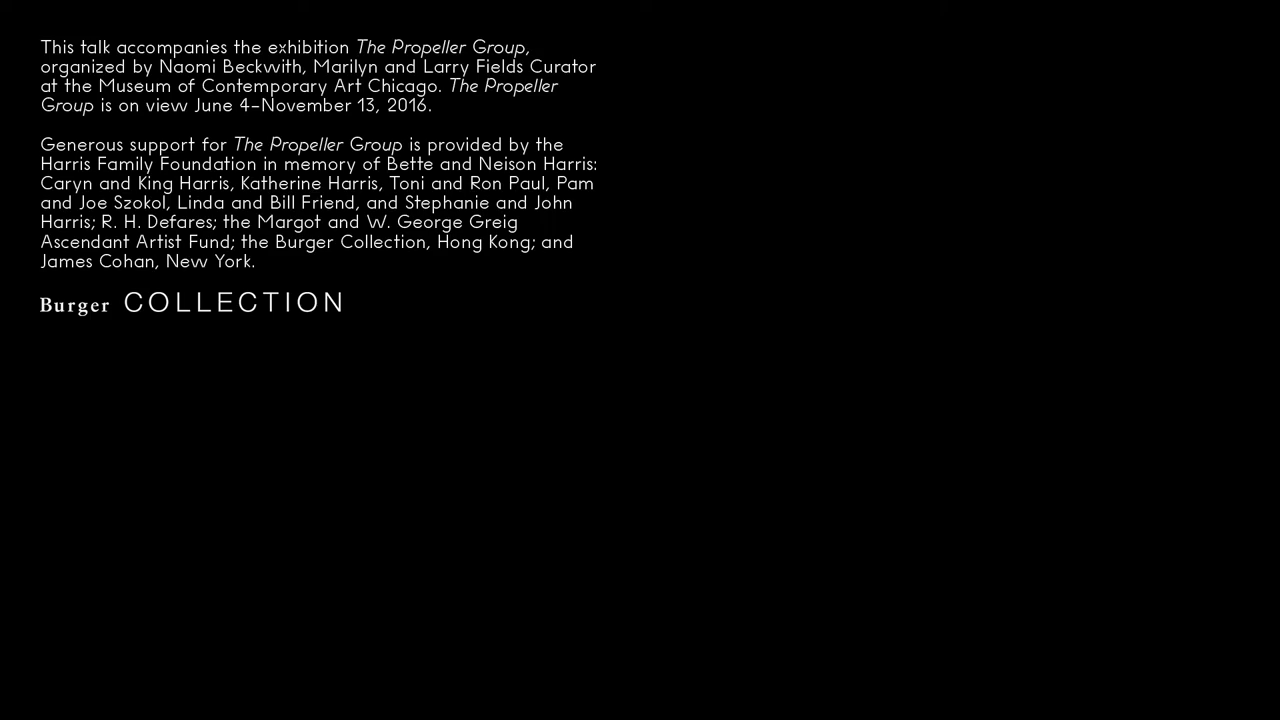 This talk accompanies the exhibition The Propeller Group,
organized by Naomi Beckwith, Marilyn and Larry Fields Curator
at the Museum of Contemporary Art Chicago. The Propeller
Group is on view June 4–November 13, 2016.
Generous support for The Propeller Group is provided by the
Harris Family Foundation in memory of Bette and Neison Harris:
Caryn and King Harris, Katherine Harris, Toni and Ron Paul, Pam
and Joe Szokol, Linda and Bill Friend, and Stephanie and John
Harris; R. H. Defares; the Margot and W. George Greig
Ascendant Artist Fund; the Burger Collection, Hong Kong; and
James Cohan, New York.
Burger COLLECTION